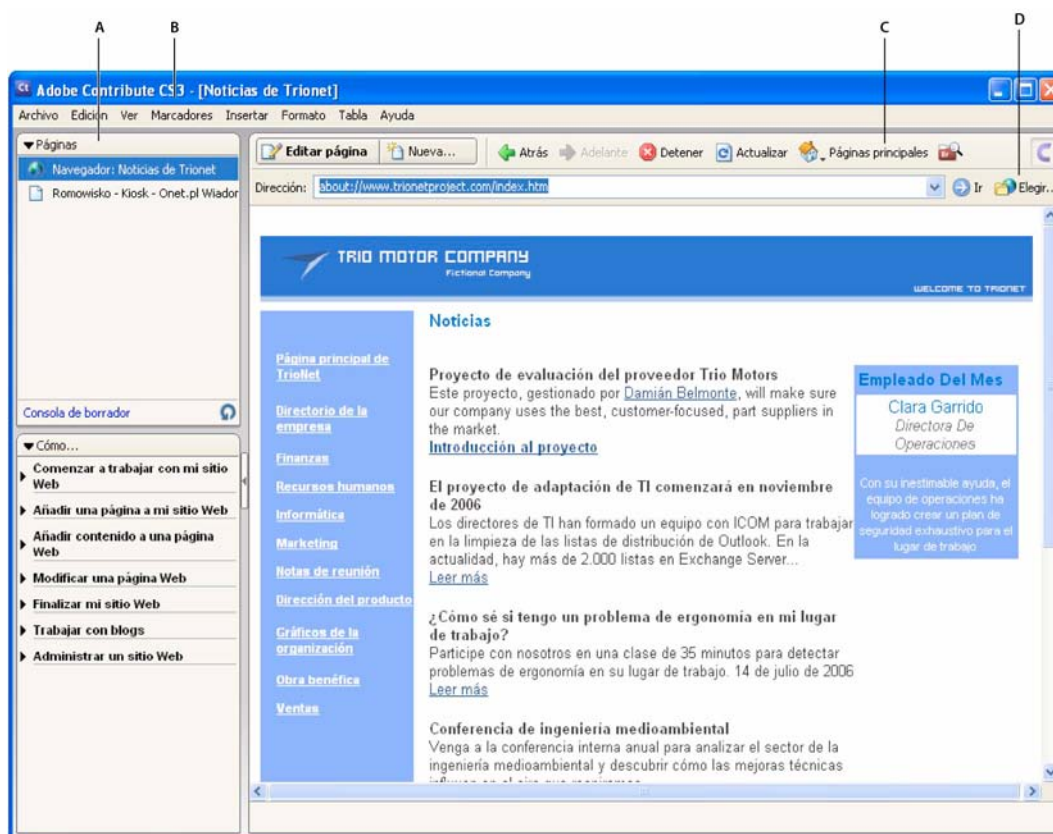 A B C D
Adobe Contribute CS3 - [Noticias de Trionet]
Archivo Edición Ver Marcadores Insertar Formato Tabla Ayuda
Páginas
Navegador: Noticias de Trionet
Romowisko - Kiosk - Onet.pl Wiador
Consola de borrador
Cómo...
Comenzar a trabajar con mi sitio
Web
Añadir una página a mi sitio Web
Añadir contenido a una página
Web
Modificar una página Web
Finalizar mi sitio Web
Trabajar con blogs
Administrar un sitio Web
Editar página Nueva... Atrás Adelante Detener Actualizar Páginas principales
Dirección: about://www.trionetproject.com/index.htm Ir Elegir...
TRIO MOTOR COMPANY
Fictional Company
WELCOME TO TRIONET
Página principal de
TrioNet
Directorio de la
empresa
Finanzas
Recursos humanos
Informática
Marketing
Notas de reunión
Dirección del producto
Gráficos de la
organización
Obra benéfica
Ventas
Noticias
Proyecto de evaluación del proveedor Trio Motors
Este proyecto, gestionado por Damián Belmonte, will make sure
our company uses the best, customer-focused, part suppliers in
the market.
Introducción al proyecto
El proyecto de adaptación de TI comenzará en noviembre
de 2006
Los directores de TI han formado un equipo con ICOM para trabajar
en la limpieza de las listas de distribución de Outlook. En la
actualidad, hay más de 2.000 listas en Exchange Server...
Leer más
¿Cómo sé si tengo un problema de ergonomía en mi lugar
de trabajo?
Participe con nosotros en una clase de 35 minutos para detectar
problemas de ergonomía en su lugar de trabajo. 14 de julio de 2006
Leer más
Conferencia de ingeniería medioambiental
Venga a la conferencia interna anual para analizar el sector de la
ingeniería medioambiental y descubrir cómo las mejoras técnicas
Empleado Del Mes
Clara Garrido
Directora De
Operaciones
Con su inestimable ayuda, el
equipo de operaciones ha
logrado crear un plan de
seguridad exhaustivo para el
lugar de trabajo